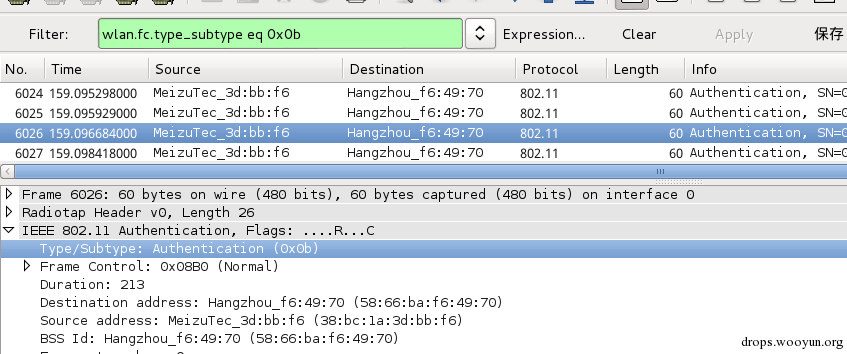 Filter: wlan.fc.type_subtype eq 0x0b Expression... Clear Apply 保存
No. Time Source Destination Protocol Length Info
6024 159.095298000 MeizuTec_3d:bb:f6 Hangzhou_f6:49:70 802.11 60 Authentication, SN=
6025 159.095929000 MeizuTec_3d:bb:f6 Hangzhou_f6:49:70 802.11 60 Authentication, SN=
6026 159.096684000 MeizuTec_3d:bb:f6 Hangzhou_f6:49:70 802.11 60 Authentication, SN=
6027 159.098418000 MeizuTec_3d:bb:f6 Hangzhou_f6:49:70 802.11 60 Authentication, SN=
Frame 6026: 60 bytes on wire (480 bits), 60 bytes captured (480 bits) on interface 0
Radiotap Header v0, Length 26
IEEE 802.11 Authentication, Flags: ....R...C
Type/Subtype: Authentication (0x0b)
Frame Control: 0x08B0 (Normal)
Duration: 213
Destination address: Hangzhou_f6:49:70 (58:66:ba:f6:49:70)
Source address: MeizuTec_3d:bb:f6 (38:bc:1a:3d:bb:f6)
BSS Id: Hangzhou_f6:49:70 (58:66:ba:f6:49:70)
drops.wooyun.org